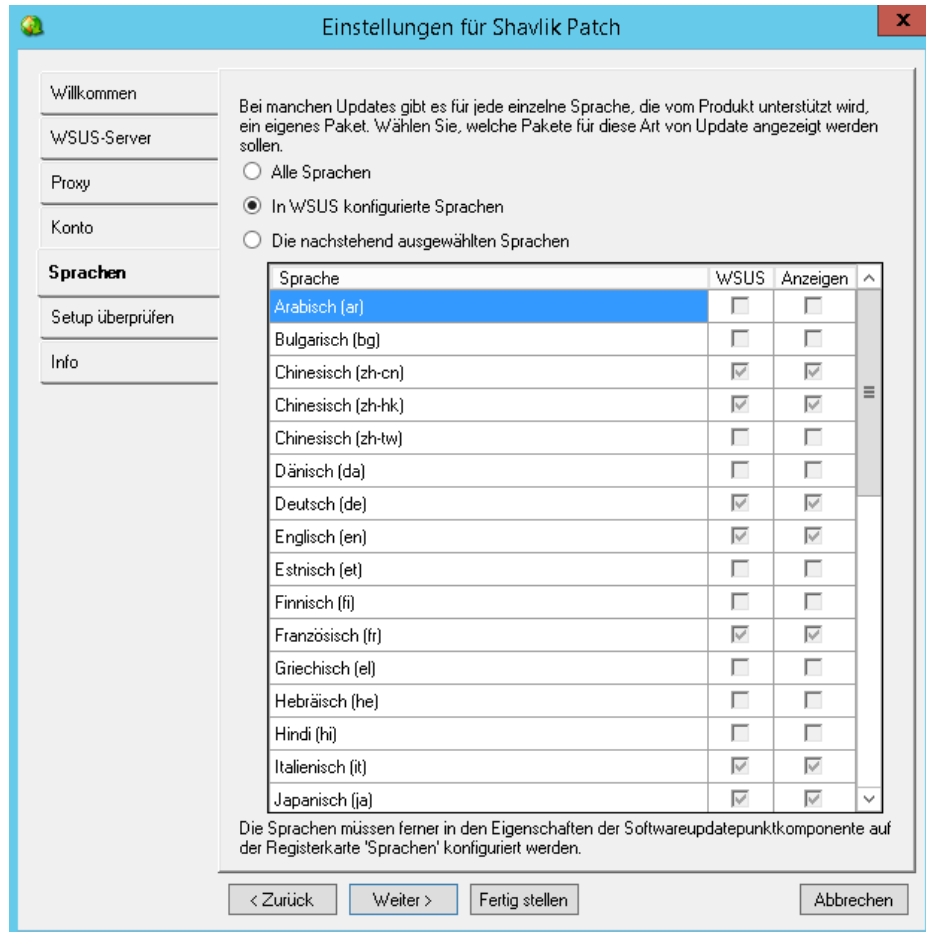 Einstellungen für Shavlik Patch
x
Willkommen
WSUS-Server
Proxy
Konto
Sprachen
Setup überprüfen
Info
Bei manchen Updates gibt es für jede einzelne Sprache, die vom Produkt unterstützt wird,
ein eigenes Paket. Wählen Sie, welche Pakete für diese Art von Update angezeigt werden
sollen.
Alle Sprachen
In WSUS konfigurierte Sprachen
Die nachstehend ausgewählten Sprachen
Sprache WSUS Anzeigen
Arabisch (ar)
Bulgarisch (bg)
Chinesisch (zh-cn)
Chinesisch (zh-hk)
Chinesisch (zh-tw)
Dänisch (da)
Deutsch (de)
Englisch (en)
Estnisch (et)
Finnisch (fi)
Französisch (fr)
Griechisch (el)
Hebräisch (he)
Hindi (hi)
Italienisch (it)
Japanisch (ja)
Die Sprachen müssen ferner in den Eigenschaften der Softwareupdatepunktkomponente auf
der Registerkarte 'Sprachen' konfiguriert werden.
< Zurück Weiter > Fertig stellen Abbrechen